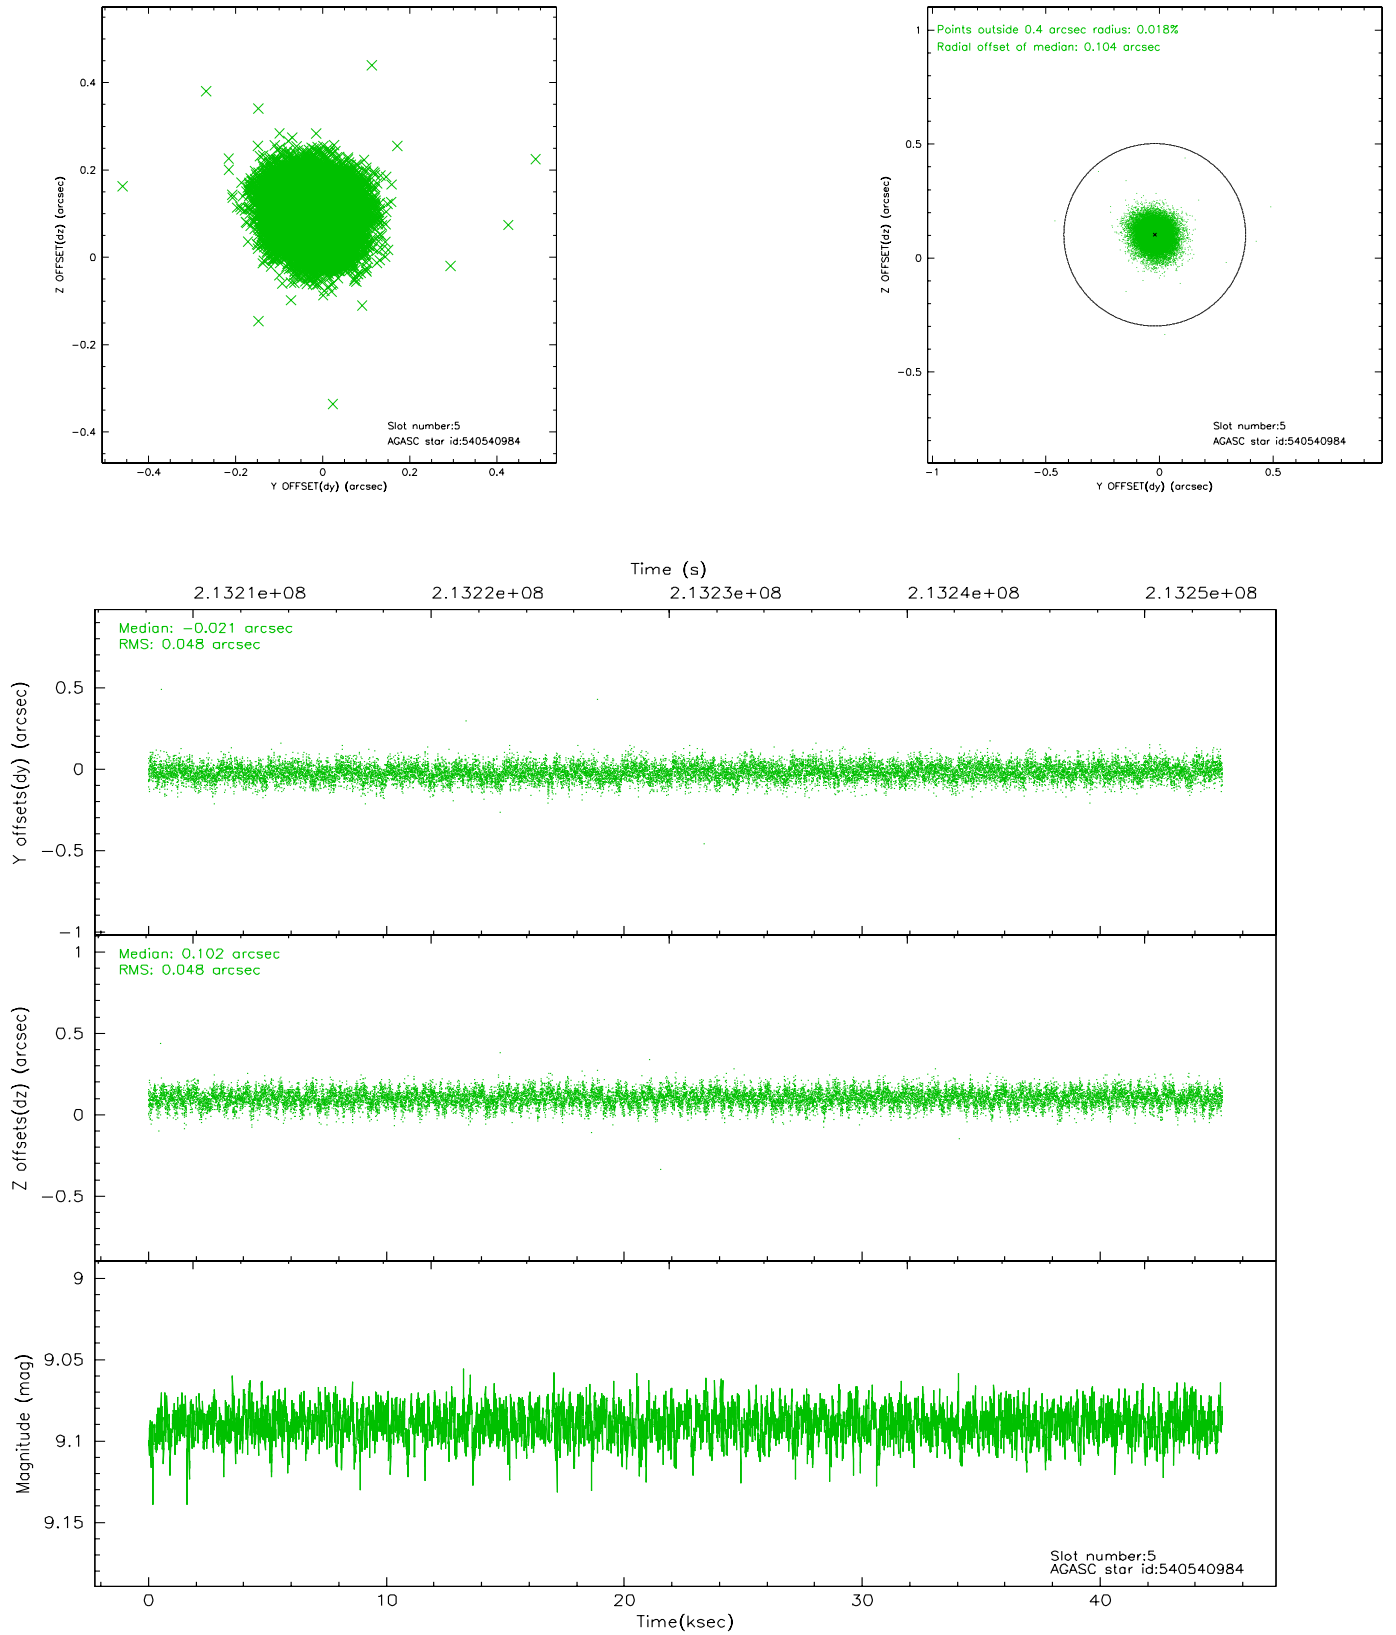 0.4
0.2
0
−0.2
−0.4
Z OFFSET(dz) (arcsec)
−0.4 −0.2 0 0.2 0.4
Y OFFSET(dy) (arcsec)
Slot number:5
AGASC star id:540540984
Points outside 0.4 arcsec radius: 0.018%
Radial offset of median: 0.104 arcsec
1
0.5
0
−0.5
Z OFFSET(dz) (arcsec)
−1 −0.5 0 0.5
Y OFFSET(dy) (arcsec)
Slot number:5
AGASC star id:540540984
Time (s)
2.1321e+08 2.1322e+08 2.1323e+08 2.1324e+08 2.1325e+08
Median: −0.021 arcsec
RMS: 0.048 arcsec
0.5
0
−0.5
−1
Y offsets(dy) (arcsec)
Median: 0.102 arcsec
RMS: 0.048 arcsec
1
0.5
0
−0.5
Z offsets(dz) (arcsec)
9
9.05
9.1
9.15
Magnitude (mag)
Slot number:5
AGASC star id:540540984
0 10 20 30 40
Time(ksec)